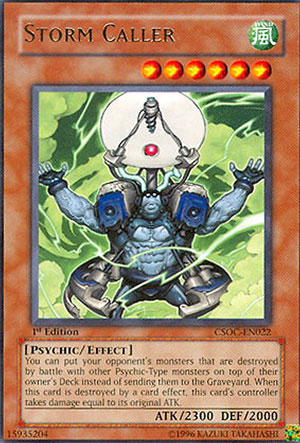 STORM CALLER
WIND
風
1st Edition
CSOC-EN022
[PSYCHIC/EFFECT]
You can put your opponent's monsters that are destroyed
by battle with other Psychic-Type monsters on top of their
owner's Deck instead of sending them to the Graveyard. When
this card is destroyed by a card effect, this card's controller
takes damage equal to its original ATK.
ATK/2300 DEF/2000
15935204
©1996 KAZUKI TAKAHASHI